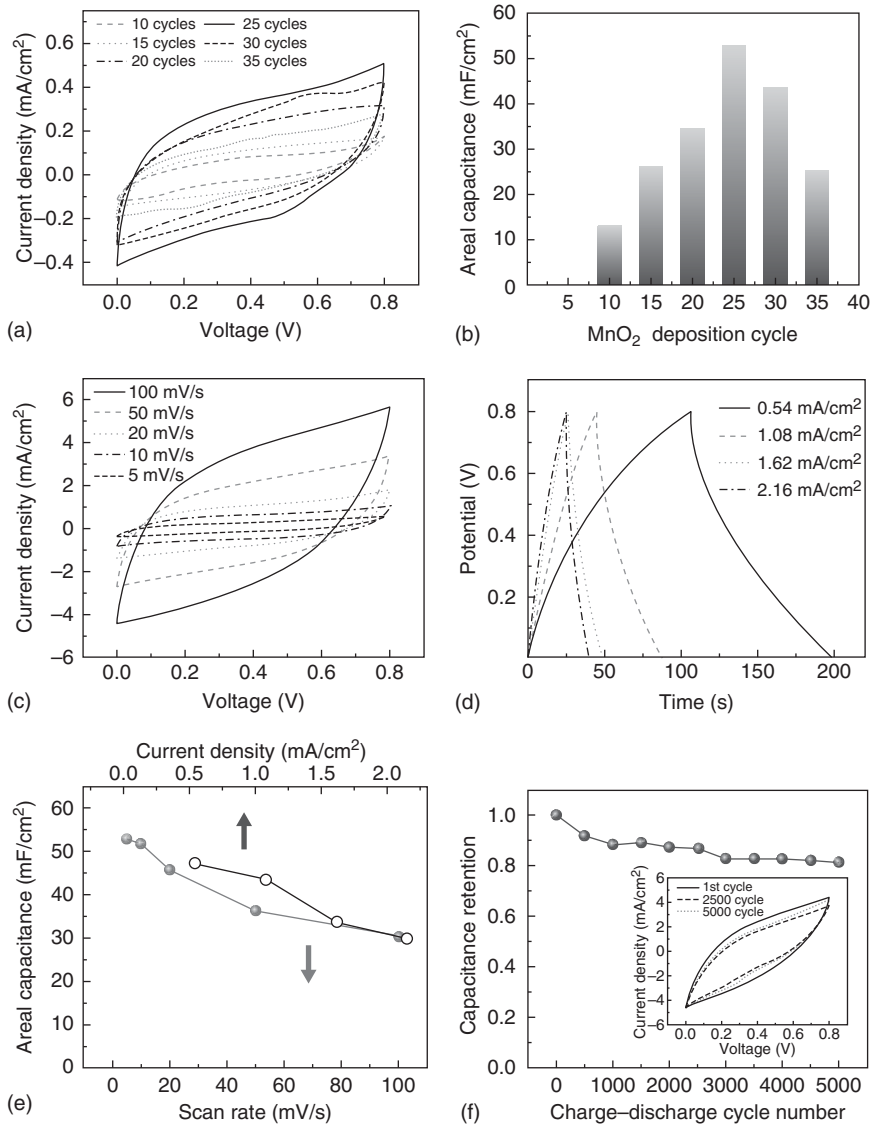 10 cycles
15 cycles
20 cycles
25 cycles
30 cycles
35 cycles
0.6
0.4
0.2
0.0
−0.2
−0.4
Current density (mA/cm²)
0.0 0.2 0.4 0.6 0.8
Voltage (V)
(a)
60
50
40
30
20
10
0
Areal capacitance (mF/cm²)
5 10 15 20 25 30 35 40
MnO₂ deposition cycle
(b)
100 mV/s
50 mV/s
20 mV/s
10 mV/s
5 mV/s
6
4
2
0
−2
−4
−6
Current density (mA/cm²)
0.0 0.2 0.4 0.6 0.8
Voltage (V)
(c)
0.54 mA/cm²
1.08 mA/cm²
1.62 mA/cm²
2.16 mA/cm²
0.8
0.6
0.4
0.2
Potential (V)
0 50 100 150 200
Time (s)
(d)
Current density (mA/cm²)
0.0 0.5 1.0 1.5 2.0
60
50
40
30
20
10
0
Areal capacitance (mF/cm²)
0 20 40 60 80 100
Scan rate (mV/s)
(e)
1.0
0.8
0.6
0.4
0.2
0.0
Capacitance retention
1st cycle
2500 cycle
5000 cycle
6
4
2
0
−2
−4
−6
Current density (mA/cm²)
0.0 0.2 0.4 0.6 0.8
Voltage (V)
0 1000 2000 3000 4000 5000
Charge–discharge cycle number
(f)